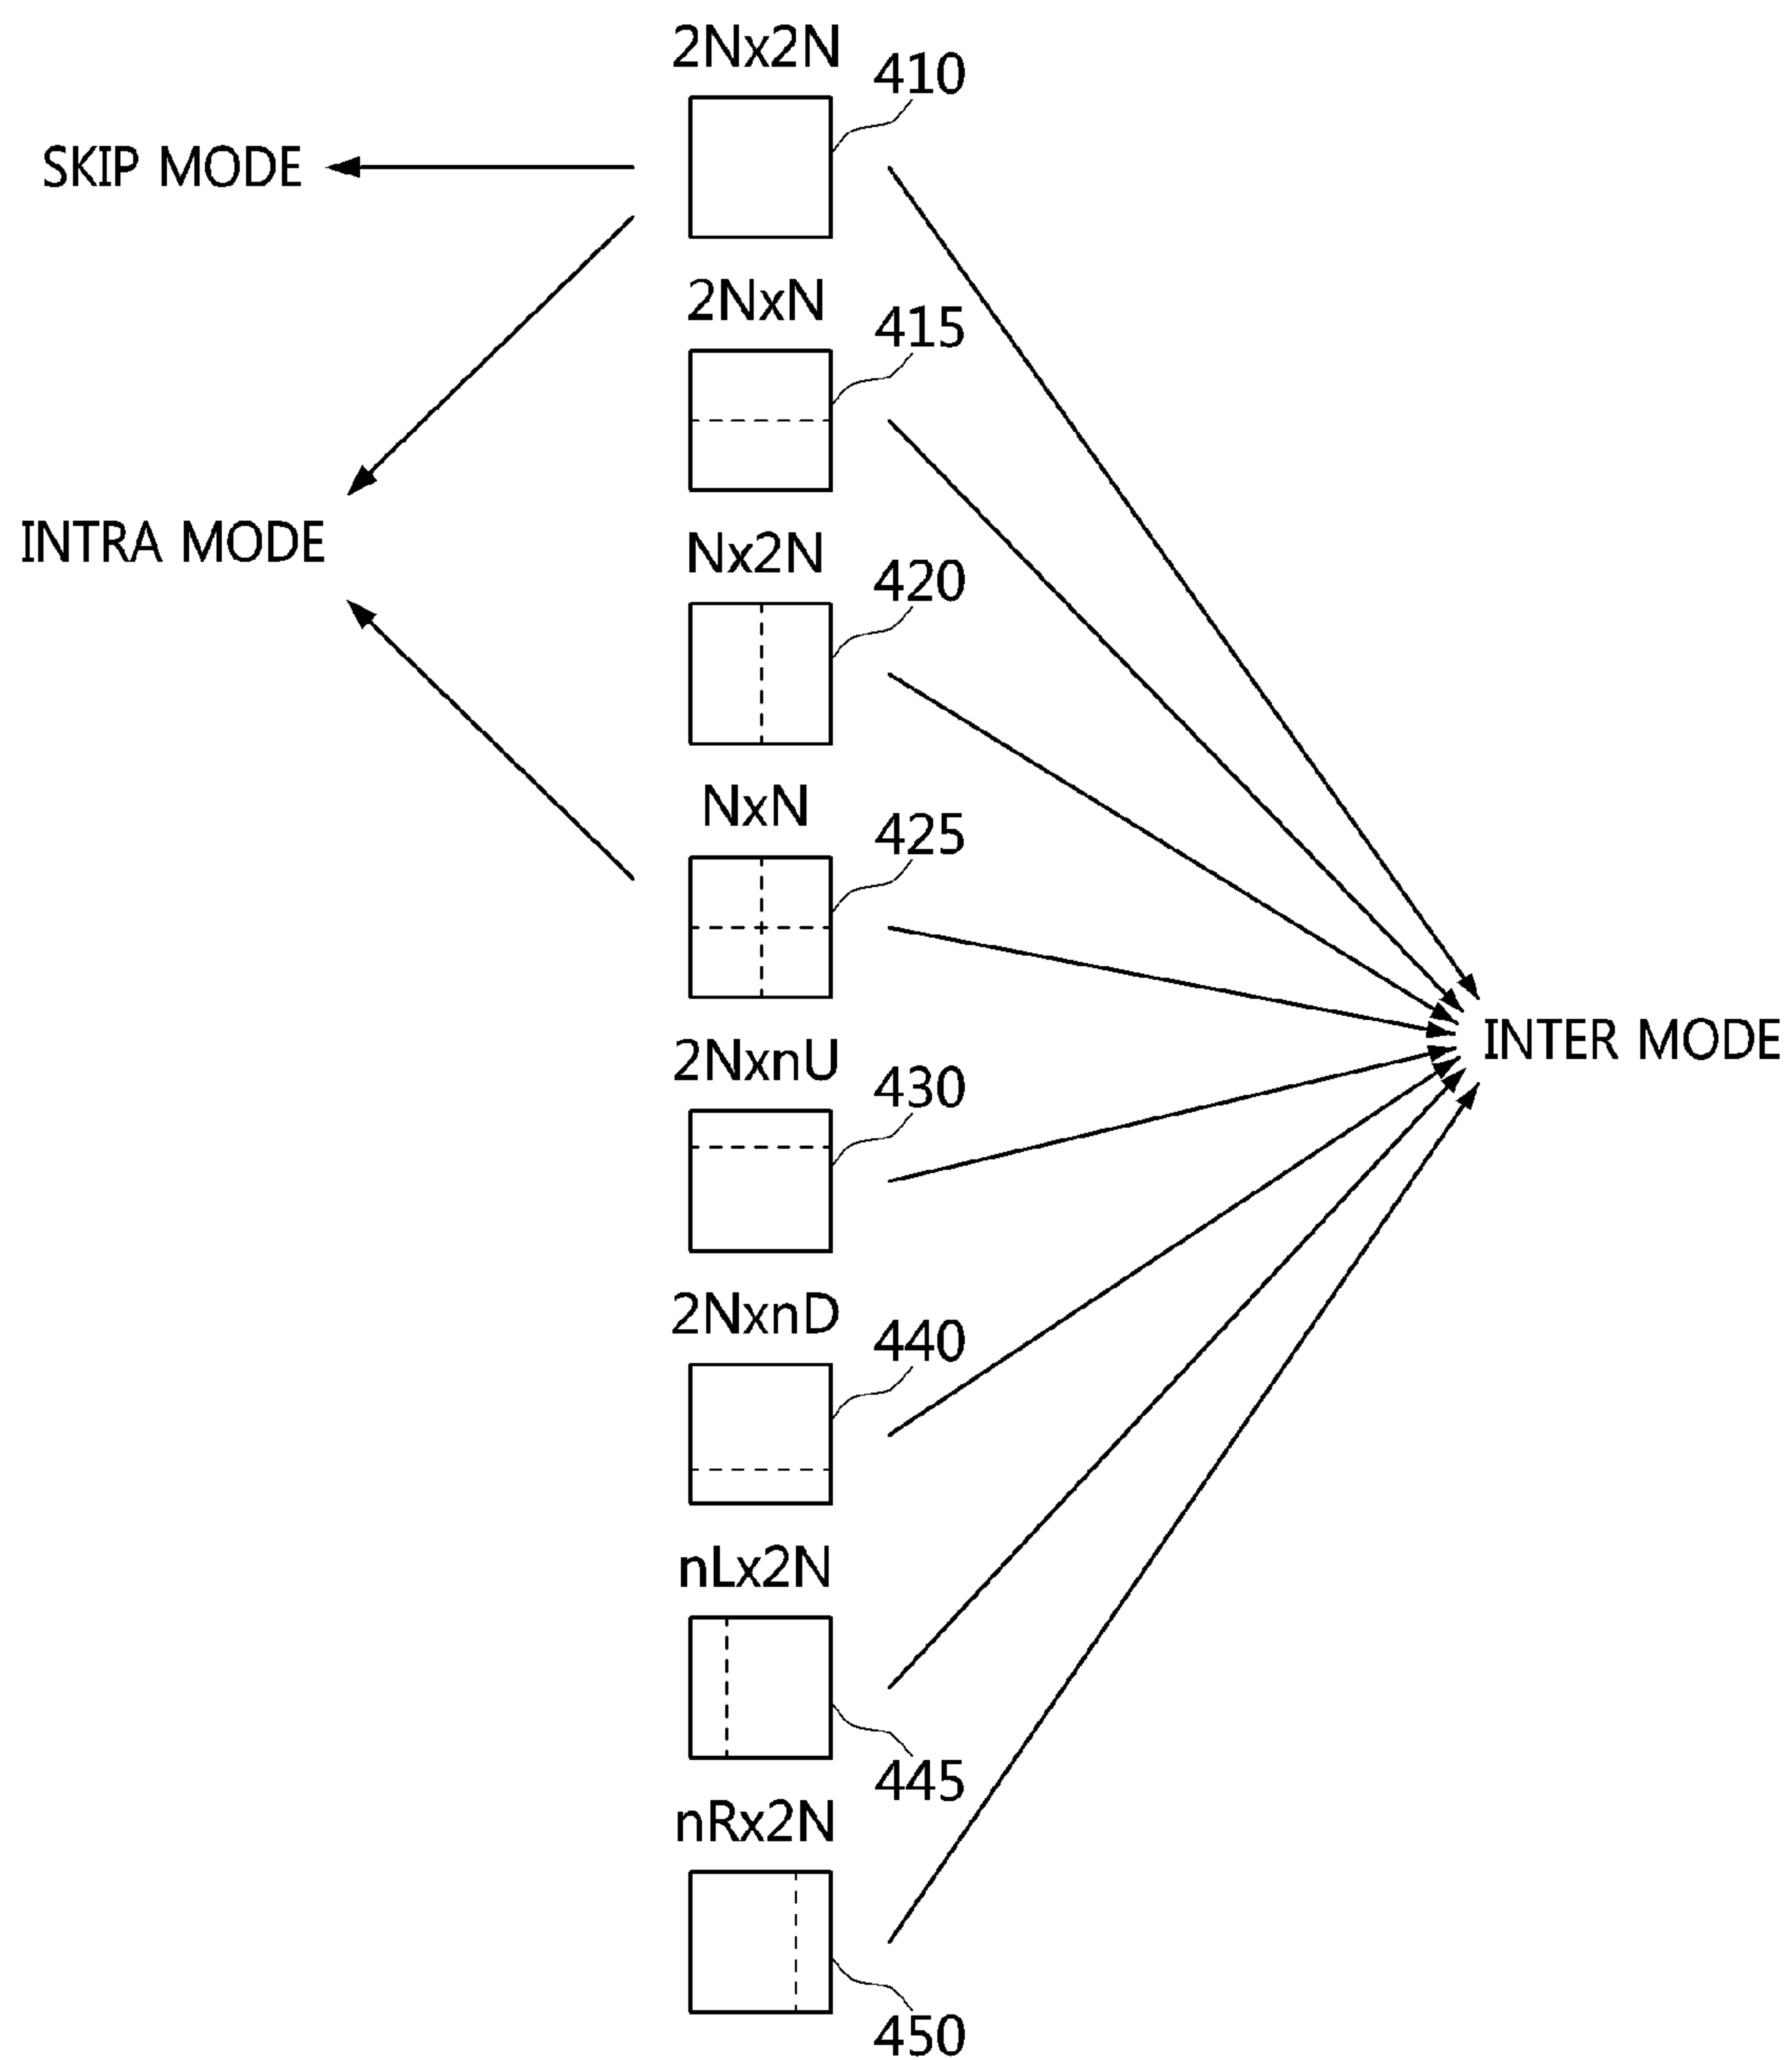 2Nx2N
410
SKIP MODE
2NxN
415
INTRA MODE
Nx2N
420
NxN
425
INTER MODE
2NxnU
430
2NxnD
440
nLx2N
445
nRx2N
450